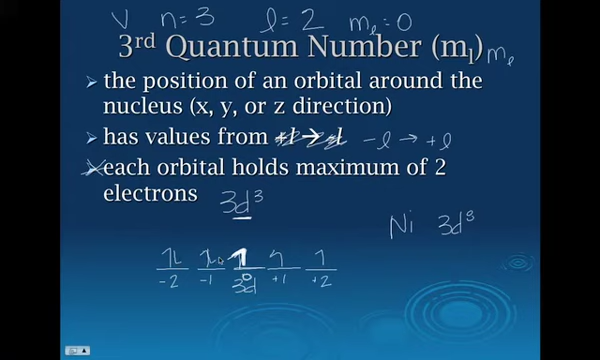 V n=3 l=2 mₗ=0
3rd Quantum Number (mₗ) mₗ
➢ the position of an orbital around the
nucleus (x, y, or z direction)
➢ has values from -l → +l
➢ each orbital holds maximum of 2
electrons
3d³
Ni 3d⁸
-2 -1 0 +1 +2
3d